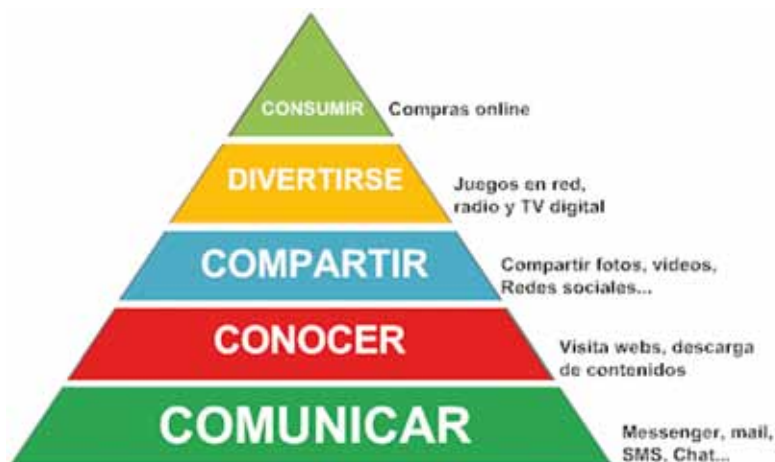 CONSUMIR
Compras online
DIVERTIRSE
Juegos en red,
radio y TV digital
COMPARTIR
Compartir fotos, videos,
Redes sociales...
CONOCER
Visita webs, descarga
de contenidos
COMUNICAR
Messenger, mail,
SMS, Chat...